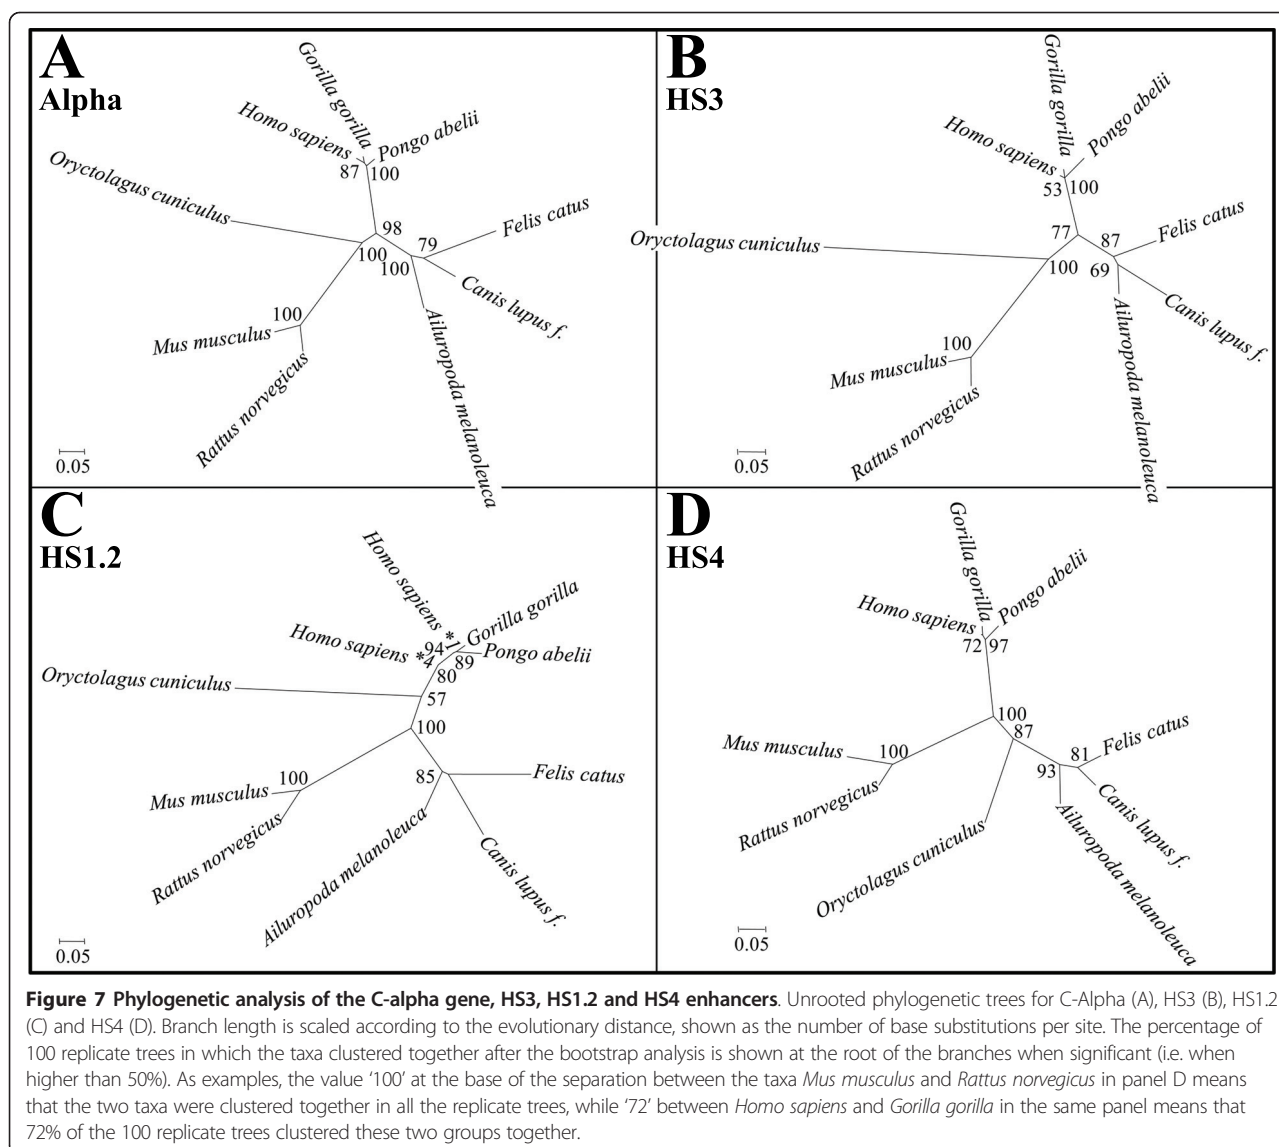 A
Alpha
Gorilla gorilla
Homo sapiens
Pongo abelii
Oryctolagus cuniculus
87 100
98
Felis catus
79
100
100
Canis lupus f.
100
Mus musculus
Ailuropoda melanoleuca
Rattus norvegicus
0.05
B
HS3
Gorilla gorilla
Pongo abelii
Homo sapiens
53 100
Felis catus
77
87
Oryctolagus cuniculus
100
69
Canis lupus f.
Ailuropoda melanoleuca
100
Mus musculus
Rattus norvegicus
0.05
C
HS1.2
Homo sapiens *1
Gorilla gorilla
Homo sapiens *4
94
89
Pongo abelii
80
Oryctolagus cuniculus
57
100
100
85
Felis catus
Mus musculus
Rattus norvegicus
Ailuropoda melanoleuca
Canis lupus f.
0.05
D
HS4
Gorilla gorilla
Pongo abelii
Homo sapiens
72 97
100
87
Mus musculus
100
81
Felis catus
93
Rattus norvegicus
Canis lupus f.
Oryctolagus cuniculus
Ailuropoda melanoleuca
0.05
Figure 7 Phylogenetic analysis of the C-alpha gene, HS3, HS1.2 and HS4 enhancers. Unrooted phylogenetic trees for C-Alpha (A), HS3 (B), HS1.2
(C) and HS4 (D). Branch length is scaled according to the evolutionary distance, shown as the number of base substitutions per site. The percentage of
100 replicate trees in which the taxa clustered together after the bootstrap analysis is shown at the root of the branches when significant (i.e. when
higher than 50%). As examples, the value ‘100’ at the base of the separation between the taxa Mus musculus and Rattus norvegicus in panel D means
that the two taxa were clustered together in all the replicate trees, while ‘72’ between Homo sapiens and Gorilla gorilla in the same panel means that
72% of the 100 replicate trees clustered these two groups together.